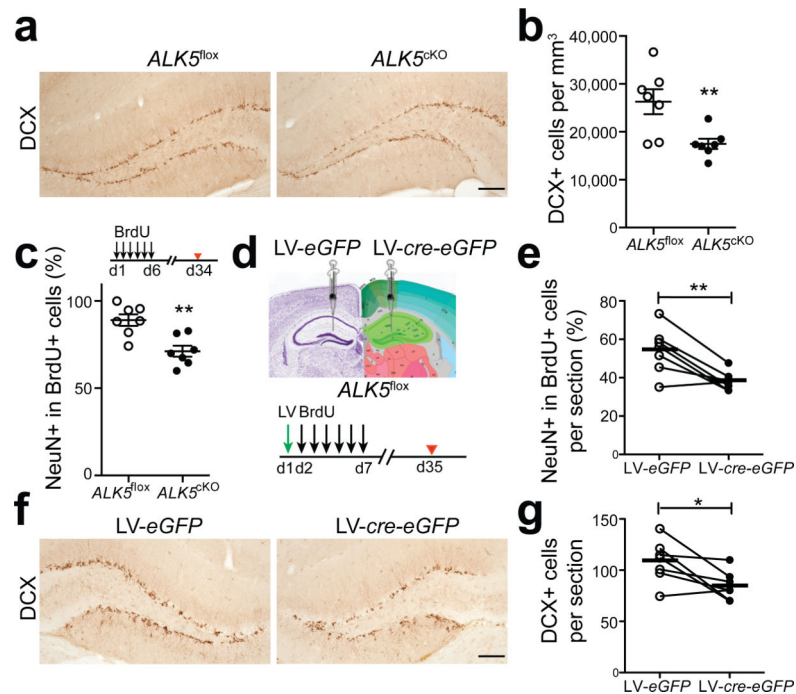 a
ALK5flox
ALK5cKO
DCX
b
DCX+ cells per mm3
40,000
30,000
20,000
10,000
0
**
ALK5flox
ALK5cKO
c
BrdU
d1
d6
d34
NeuN+ in BrdU+ cells (%)
100
50
0
**
ALK5flox
ALK5cKO
d
LV-eGFP
LV-cre-eGFP
ALK5flox
LV
BrdU
d1
d2
d7
d35
e
NeuN+ in BrdU+ cells
per section (%)
80
60
40
20
0
**
LV-eGFP
LV-cre-eGFP
f
LV-eGFP
LV-cre-eGFP
DCX
g
DCX+ cells
per section
150
100
50
0
*
LV-eGFP
LV-cre-eGFP